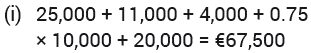 (i) 25,000 + 11,000 + 4,000 + 0.75
× 10,000 + 20,000 = €67,500